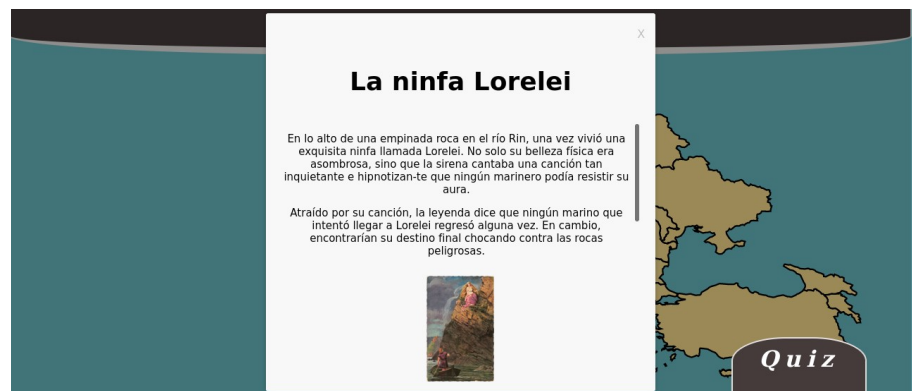 X
La ninfa Lorelei
En lo alto de una empinada roca en el río Rin, una vez vivió una
exquisita ninfa llamada Lorelei. No solo su belleza física era
asombrosa, sino que la sirena cantaba una canción tan
inquietante e hipnotizan-te que ningún marinero podía resistir su
aura.
Atraído por su canción, la leyenda dice que ningún marino que
intentó llegar a Lorelei regresó alguna vez. En cambio,
encontrarían su destino final chocando contra las rocas
peligrosas.
Quiz